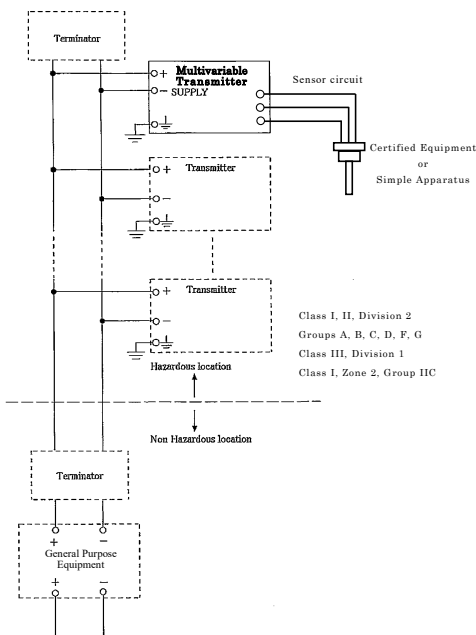 Terminator
Multivariable
Transmitter
+
− SUPPLY
Sensor circuit
Certified Equipment
or
Simple Apparatus
Transmitter
+
−
Transmitter
+
−
Class I, II, Division 2
Groups A, B, C, D, F, G
Class III, Division 1
Class I, Zone 2, Group IIC
Hazardous location
Non Hazardous location
Terminator
+ −
General Purpose
Equipment
+ −